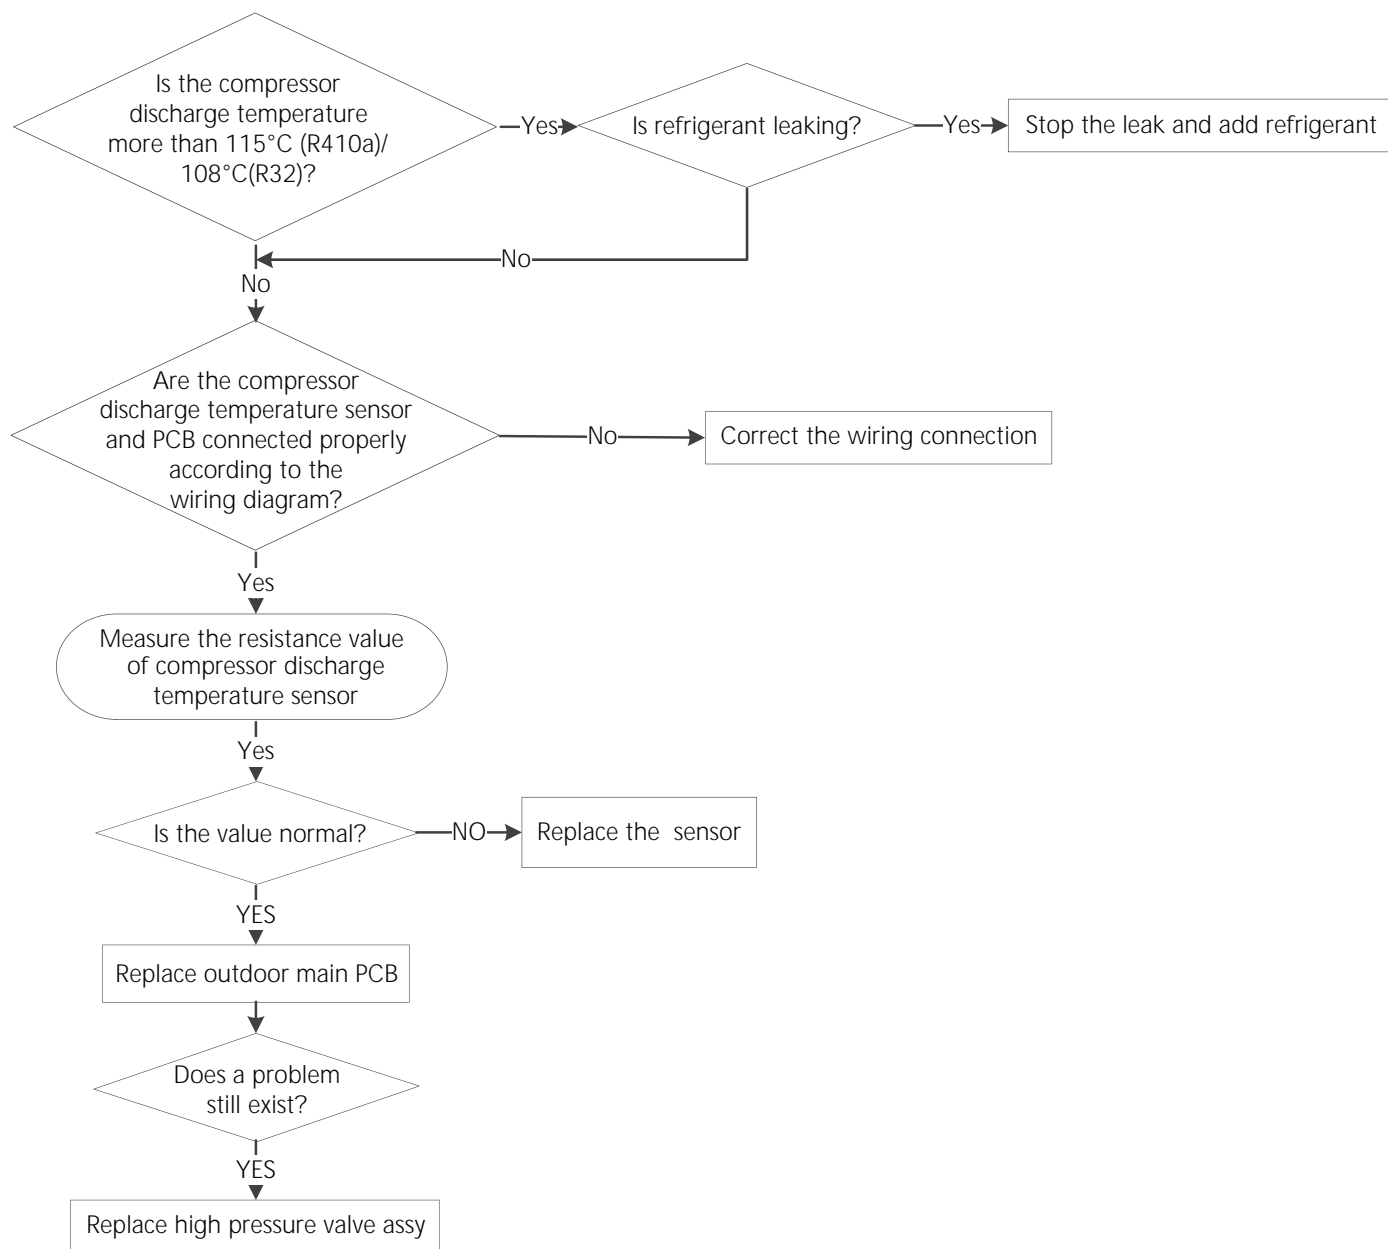 Is the compressor
discharge temperature
more than 115°C (R410a)/
108°C(R32)?
Yes
Is refrigerant leaking?
Yes
Stop the leak and add refrigerant
No
No
Are the compressor
discharge temperature sensor
and PCB connected properly
according to the
wiring diagram?
No
Correct the wiring connection
Yes
Measure the resistance value
of compressor discharge
temperature sensor
Yes
Is the value normal?
NO
Replace the  sensor
YES
Replace outdoor main PCB
Does a problem
still exist?
YES
Replace high pressure valve assy